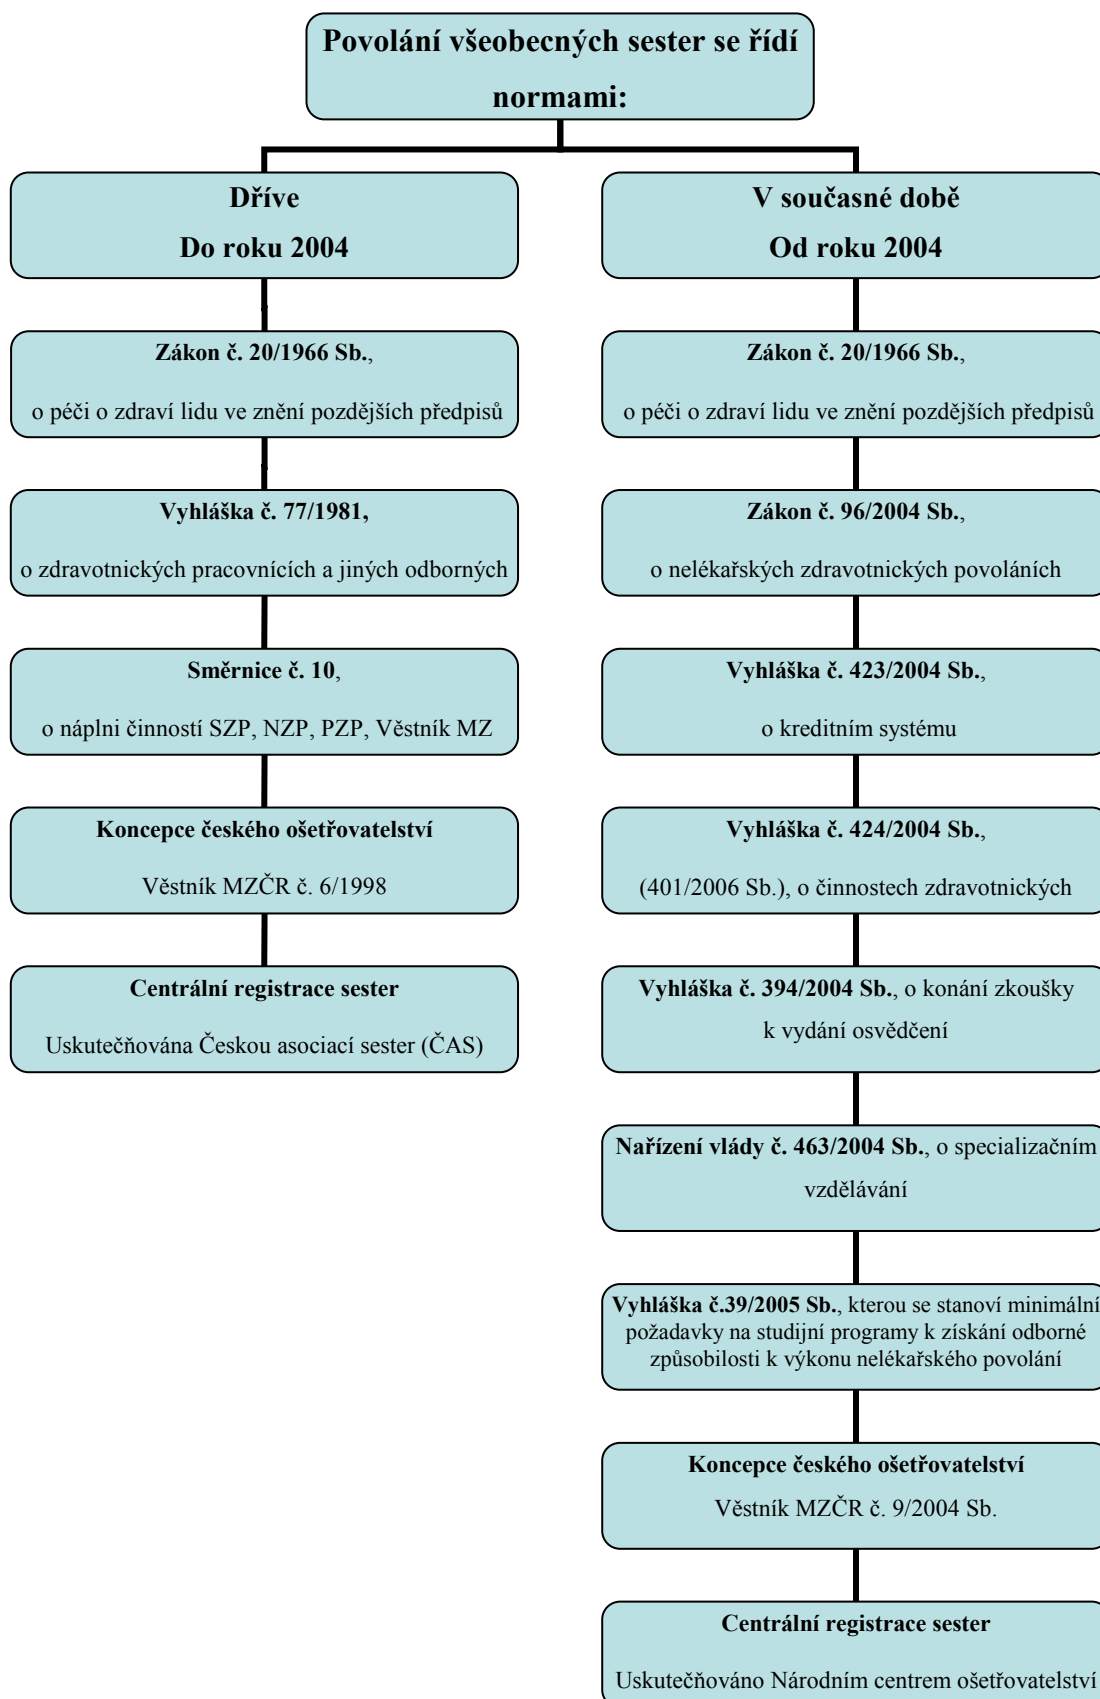 Povolání všeobecných sester se řídí
normami:
Dříve
Do roku 2004
Zákon č. 20/1966 Sb.,
o péči o zdraví lidu ve znění pozdějších předpisů
Vyhláška č. 77/1981,
o zdravotnických pracovnících a jiných odborných
Směrnice č. 10,
o náplni činností SZP, NZP, PZP, Věstník MZ
Koncepce českého ošetřovatelství
Věstník MZČR č. 6/1998
Centrální registrace sester
Uskutečňována Českou asociací sester (ČAS)
V současné době
Od roku 2004
Zákon č. 20/1966 Sb.,
o péči o zdraví lidu ve znění pozdějších předpisů
Zákon č. 96/2004 Sb.,
o nelékařských zdravotnických povoláních
Vyhláška č. 423/2004 Sb.,
o kreditním systému
Vyhláška č. 424/2004 Sb.,
(401/2006 Sb.), o činnostech zdravotnických
Vyhláška č. 394/2004 Sb., o konání zkoušky
k vydání osvědčení
Nařízení vlády č. 463/2004 Sb., o specializačním
vzdělávání
Vyhláška č.39/2005 Sb., kterou se stanoví minimální
požadavky na studijní programy k získání odborné
způsobilosti k výkonu nelékařského povolání
Koncepce českého ošetřovatelství
Věstník MZČR č. 9/2004 Sb.
Centrální registrace sester
Uskutečňováno Národním centrem ošetřovatelství